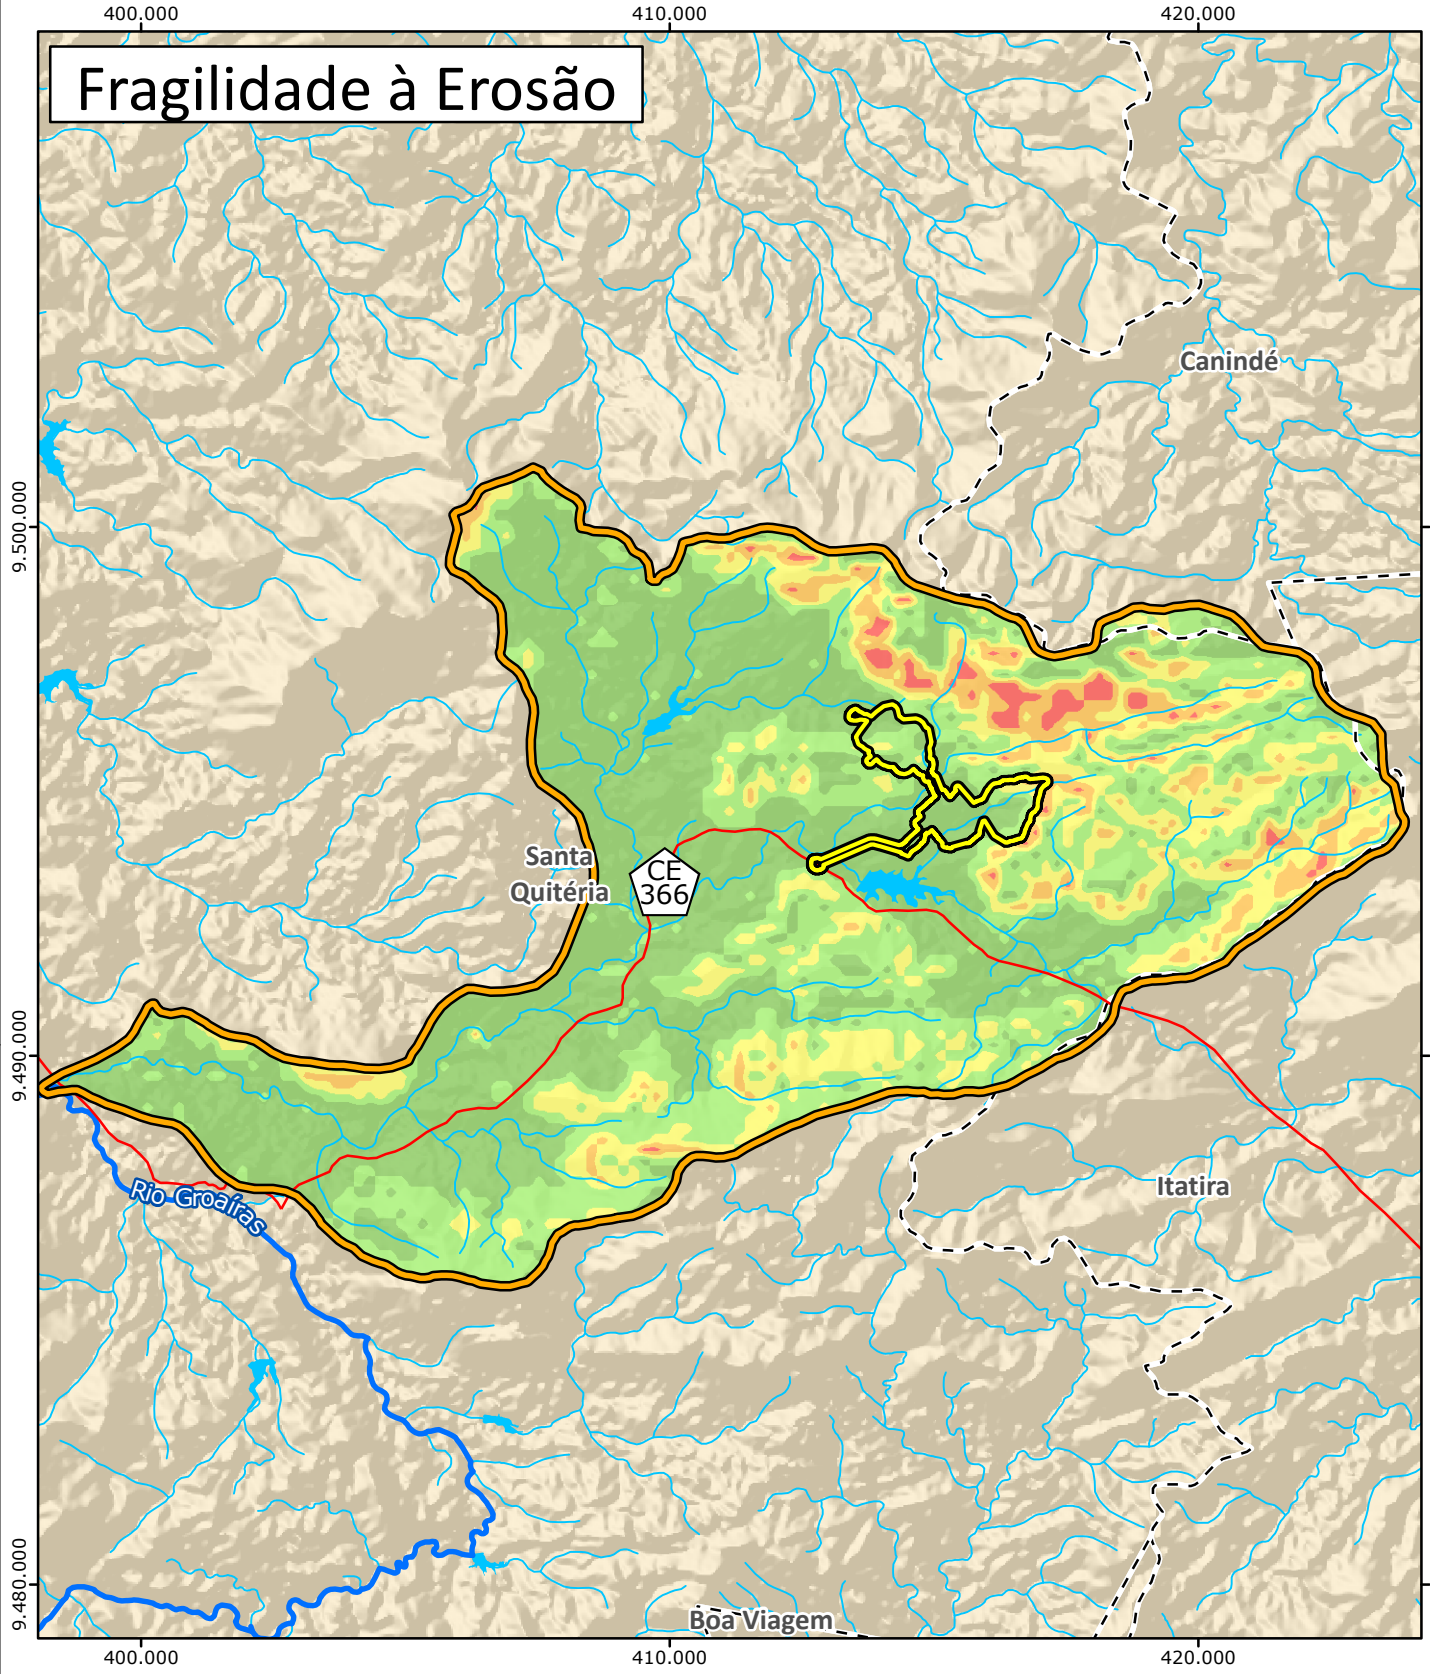 400.000
410.000
420.000
Fragilidade à Erosão
Canindé
9.500.000
Santa
Quitéria
CE
366
9.490.000
Rio Groaíras
Itatira
9.480.000
Boa Viagem
400.000
410.000
420.000